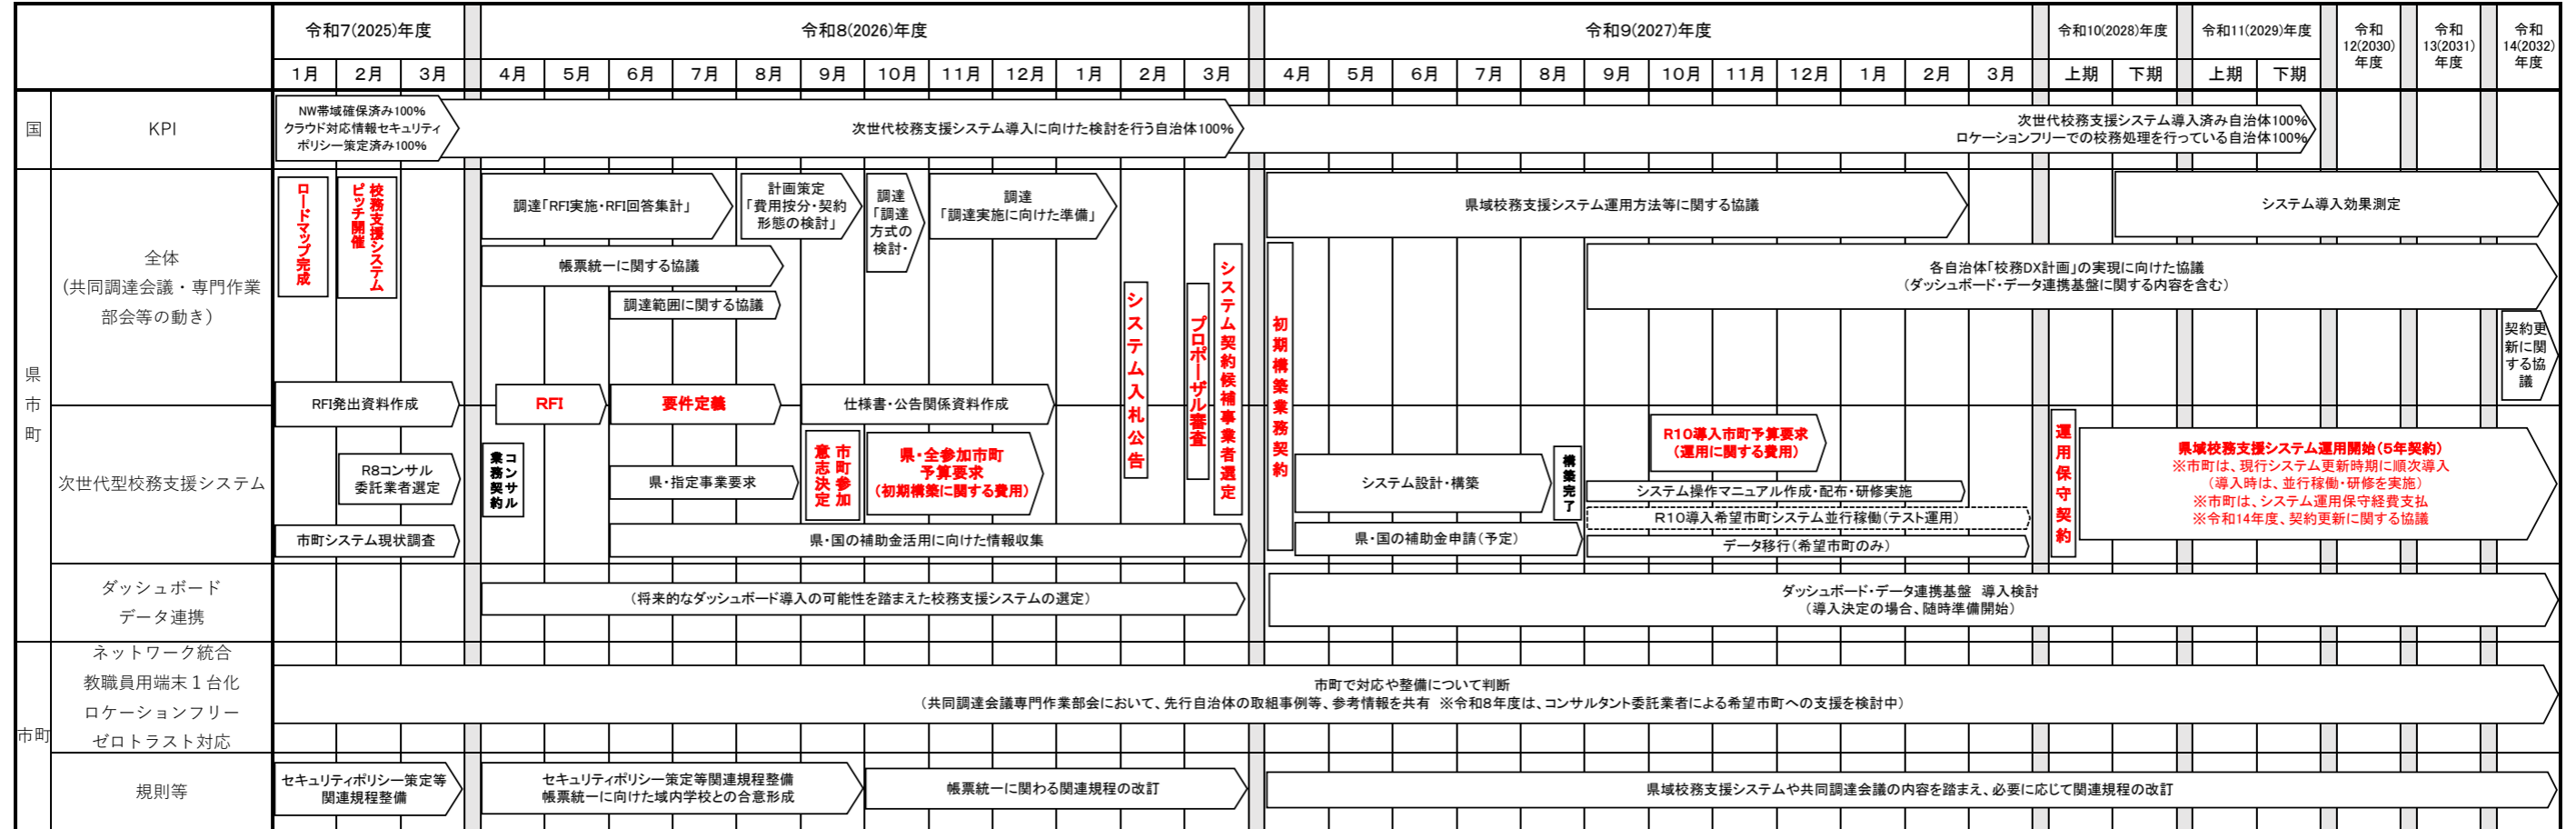 令和7(2025)年度
令和8(2026)年度
令和9(2027)年度
令和10(2028)年度
令和11(2029)年度
令和
12(2030)
年度
令和
13(2031)
年度
令和
14(2032)
年度
1月
2月
3月
4月
5月
6月
7月
8月
9月
10月
11月
12月
1月
2月
3月
4月
5月
6月
7月
8月
9月
10月
11月
12月
1月
2月
3月
上期
下期
上期
下期
国
KPI
NW帯域確保済み100%
クラウド対応情報セキュリティ
ポリシー策定済み100%
次世代校務支援システム導入に向けた検討を行う自治体100%
次世代校務支援システム導入済み自治体100%
ロケーションフリーでの校務処理を行っている自治体100%
県市町
全体
(共同調達会議・専門作業
部会等の動き)
ロードマップ完成
校務支援システム
ピッチ開催
調達「RFI実施・RFI回答集計」
計画策定
「費用按分・契約
形態の検討」
調達
「調達
方式の
検討・
調達
「調達実施に向けた準備」
県域校務支援システム運用方法等に関する協議
システム導入効果測定
帳票統一に関する協議
調達範囲に関する協議
各自治体「校務DX計画」の実現に向けた協議
(ダッシュボード・データ連携基盤に関する内容を含む)
契約更
新に関
する協
議
システム入札公告
プロポーザル審査
システム契約候補事業者選定
初期構築業務契約
RFI発出資料作成
RFI
要件定義
仕様書・公告関係資料作成
次世代型校務支援システム
R8コンサル
委託業者選定
コンサル
業務契約
県・指定事業要求
市町参加
意志決定
県・全参加市町
予算要求
(初期構築に関する費用)
システム設計・構築
構築完了
R10導入市町予算要求
(運用に関する費用)
システム操作マニュアル作成・配布・研修実施
R10導入希望市町システム並行稼働(テスト運用)
データ移行(希望市町のみ)
運用保守契約
県域校務支援システム運用開始(5年契約)
※市町は、現行システム更新時期に順次導入
(導入時は、並行稼働・研修を実施)
※市町は、システム運用保守経費支払
※令和14年度、契約更新に関する協議
市町システム現状調査
県・国の補助金活用に向けた情報収集
県・国の補助金申請(予定)
ダッシュボード
データ連携
(将来的なダッシュボード導入の可能性を踏まえた校務支援システムの選定)
ダッシュボード・データ連携基盤 導入検討
(導入決定の場合、随時準備開始)
市町
ネットワーク統合
教職員用端末１台化
ロケーションフリー
ゼロトラスト対応
市町で対応や整備について判断
(共同調達会議専門作業部会において、先行自治体の取組事例等、参考情報を共有 ※令和8年度は、コンサルタント委託業者による希望市町への支援を検討中)
規則等
セキュリティポリシー策定等
関連規程整備
セキュリティポリシー策定等関連規程整備
帳票統一に向けた域内学校との合意形成
帳票統一に関わる関連規程の改訂
県域校務支援システムや共同調達会議の内容を踏まえ、必要に応じて関連規程の改訂